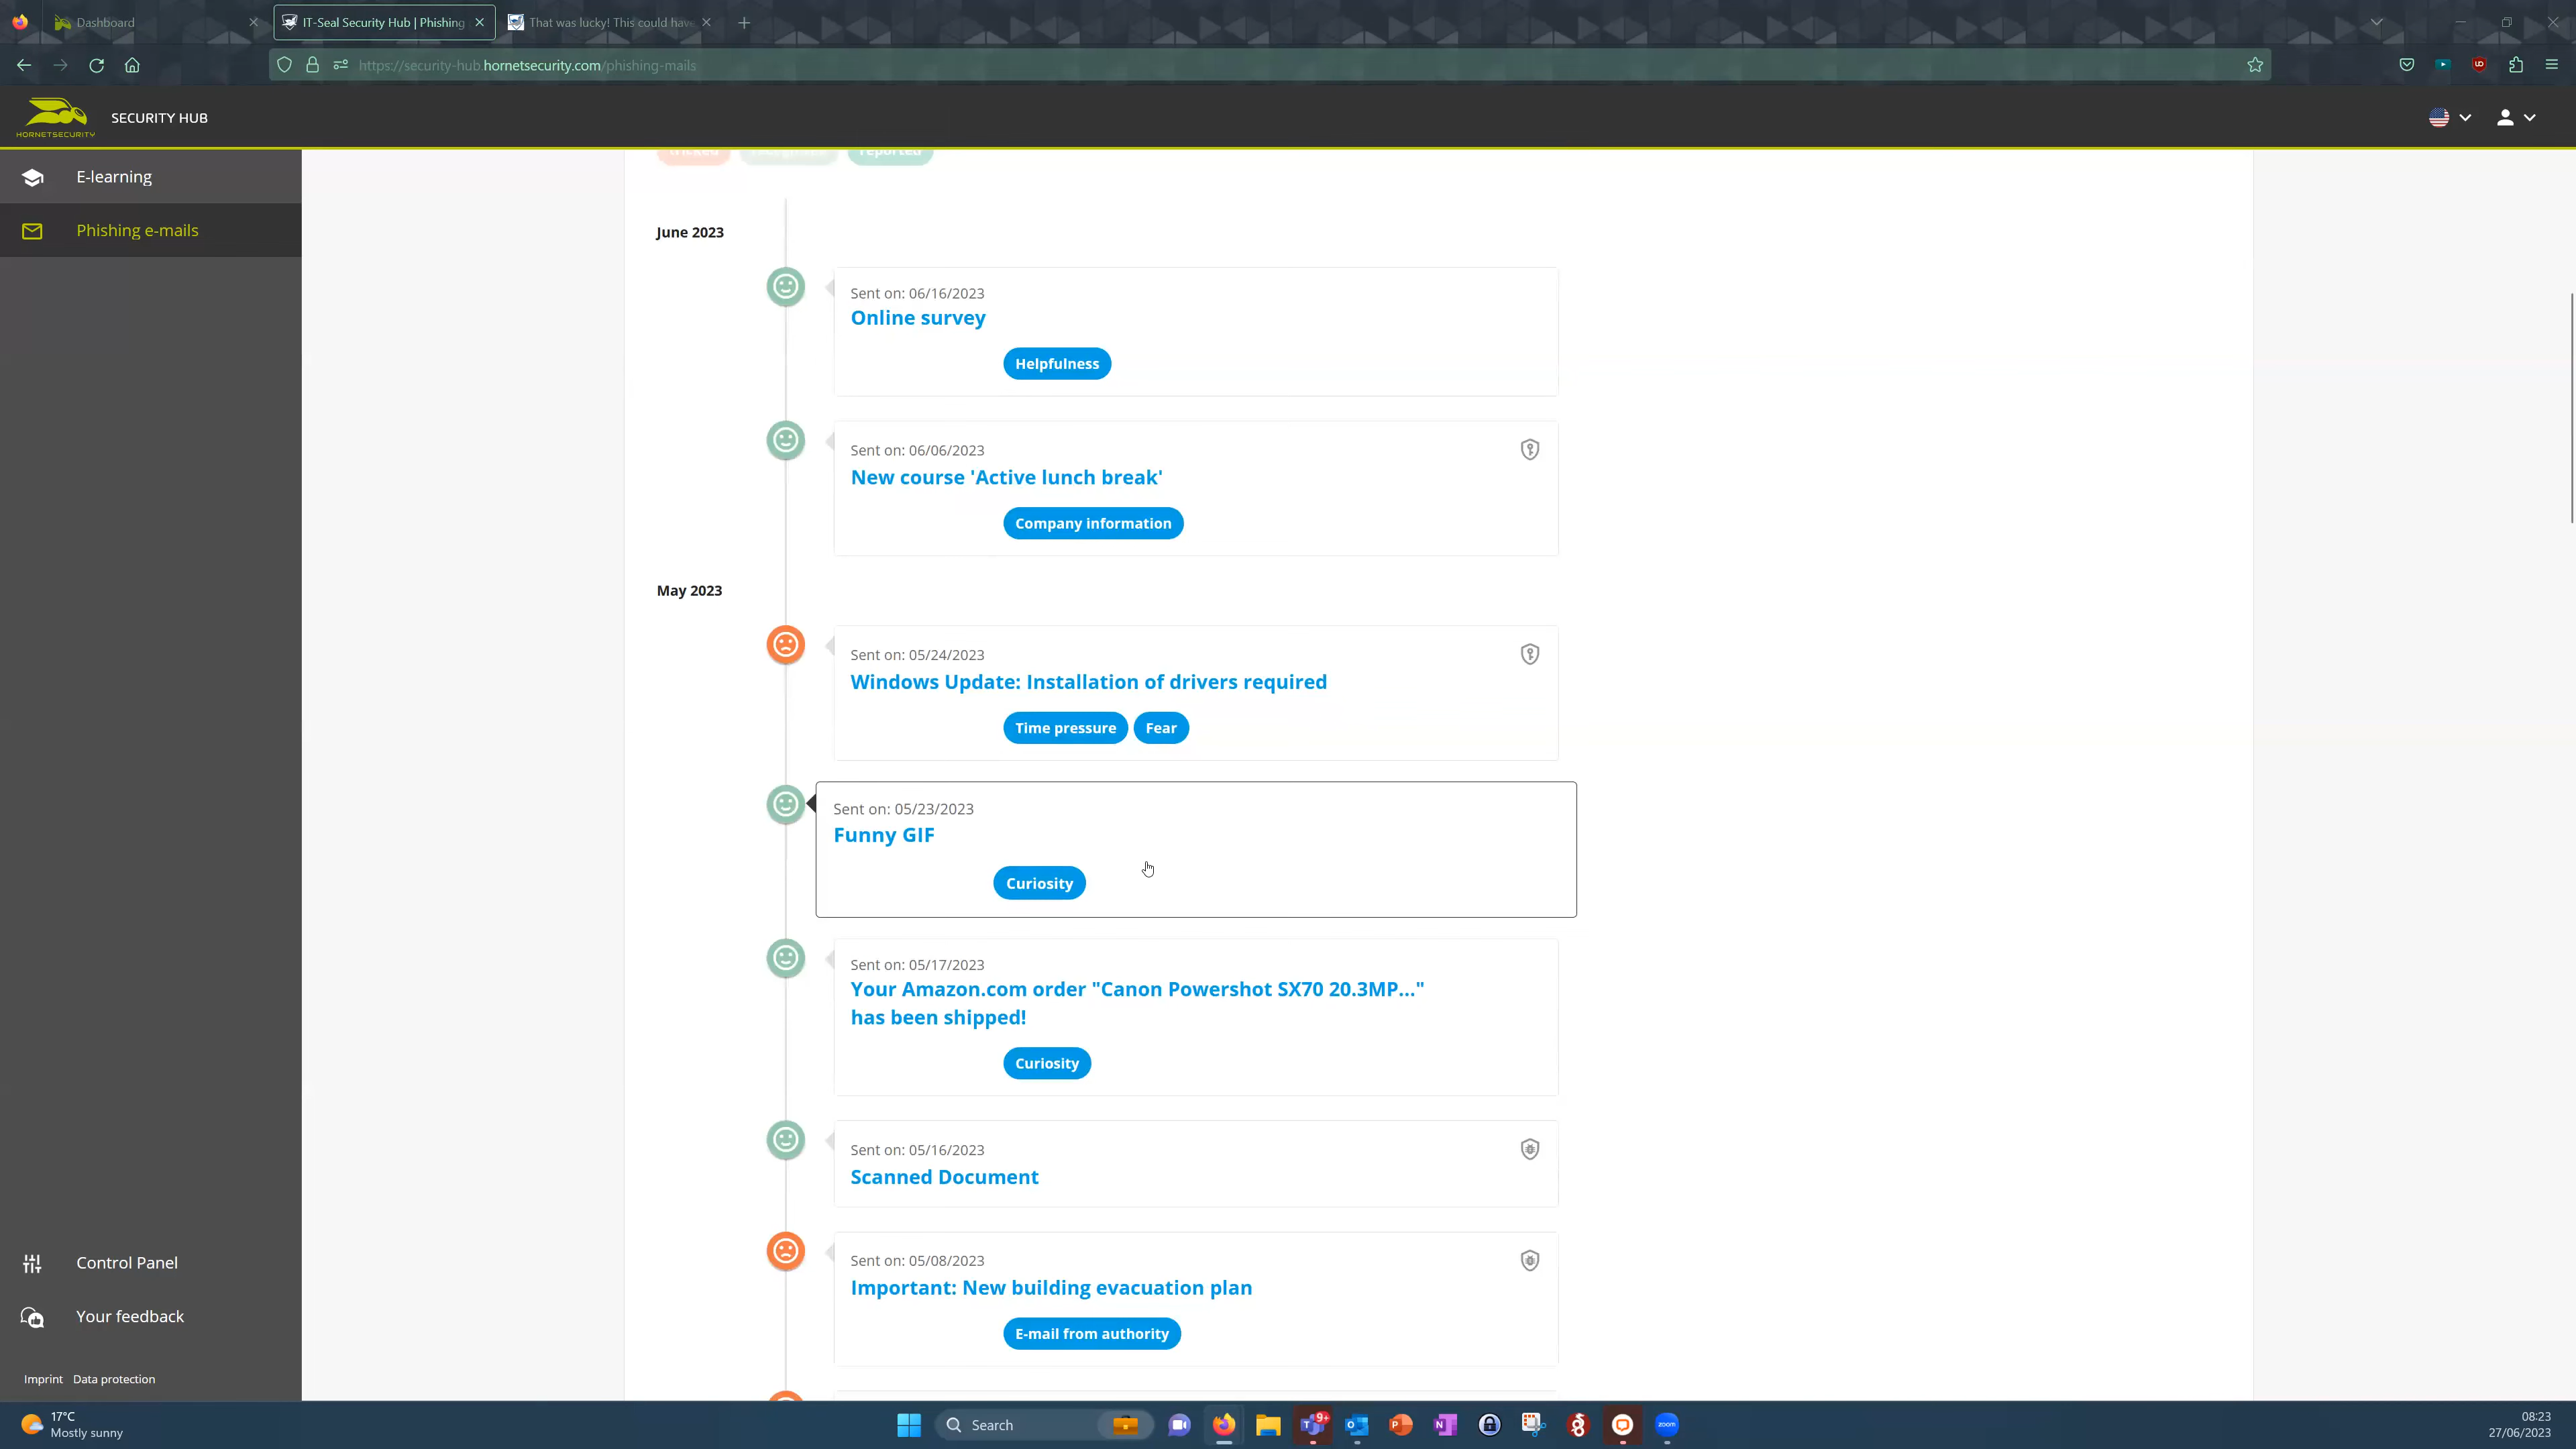 Dashboard
IT-Seal Security Hub | Phishing
That was lucky! This could hav
https://security-hub.hornetsecurity.com/phishing-mails
HORNETSECURITY
SECURITY HUB
E-learning
Phishing e-mails
tricked
reported
June 2023
Sent on: 06/16/2023
Online survey
Helpfulness
Sent on: 06/06/2023
New course 'Active lunch break'
Company information
May 2023
Sent on: 05/24/2023
Windows Update: Installation of drivers required
Time pressure
Fear
Sent on: 05/23/2023
Funny GIF
Curiosity
Sent on: 05/17/2023
Your Amazon.com order "Canon Powershot SX70 20.3MP..."
has been shipped!
Curiosity
Sent on: 05/16/2023
Scanned Document
Sent on: 05/08/2023
Important: New building evacuation plan
E-mail from authority
Control Panel
Your feedback
Imprint Data protection
17°C
Mostly sunny
Search
9+
zoom
08:23
27/06/2023